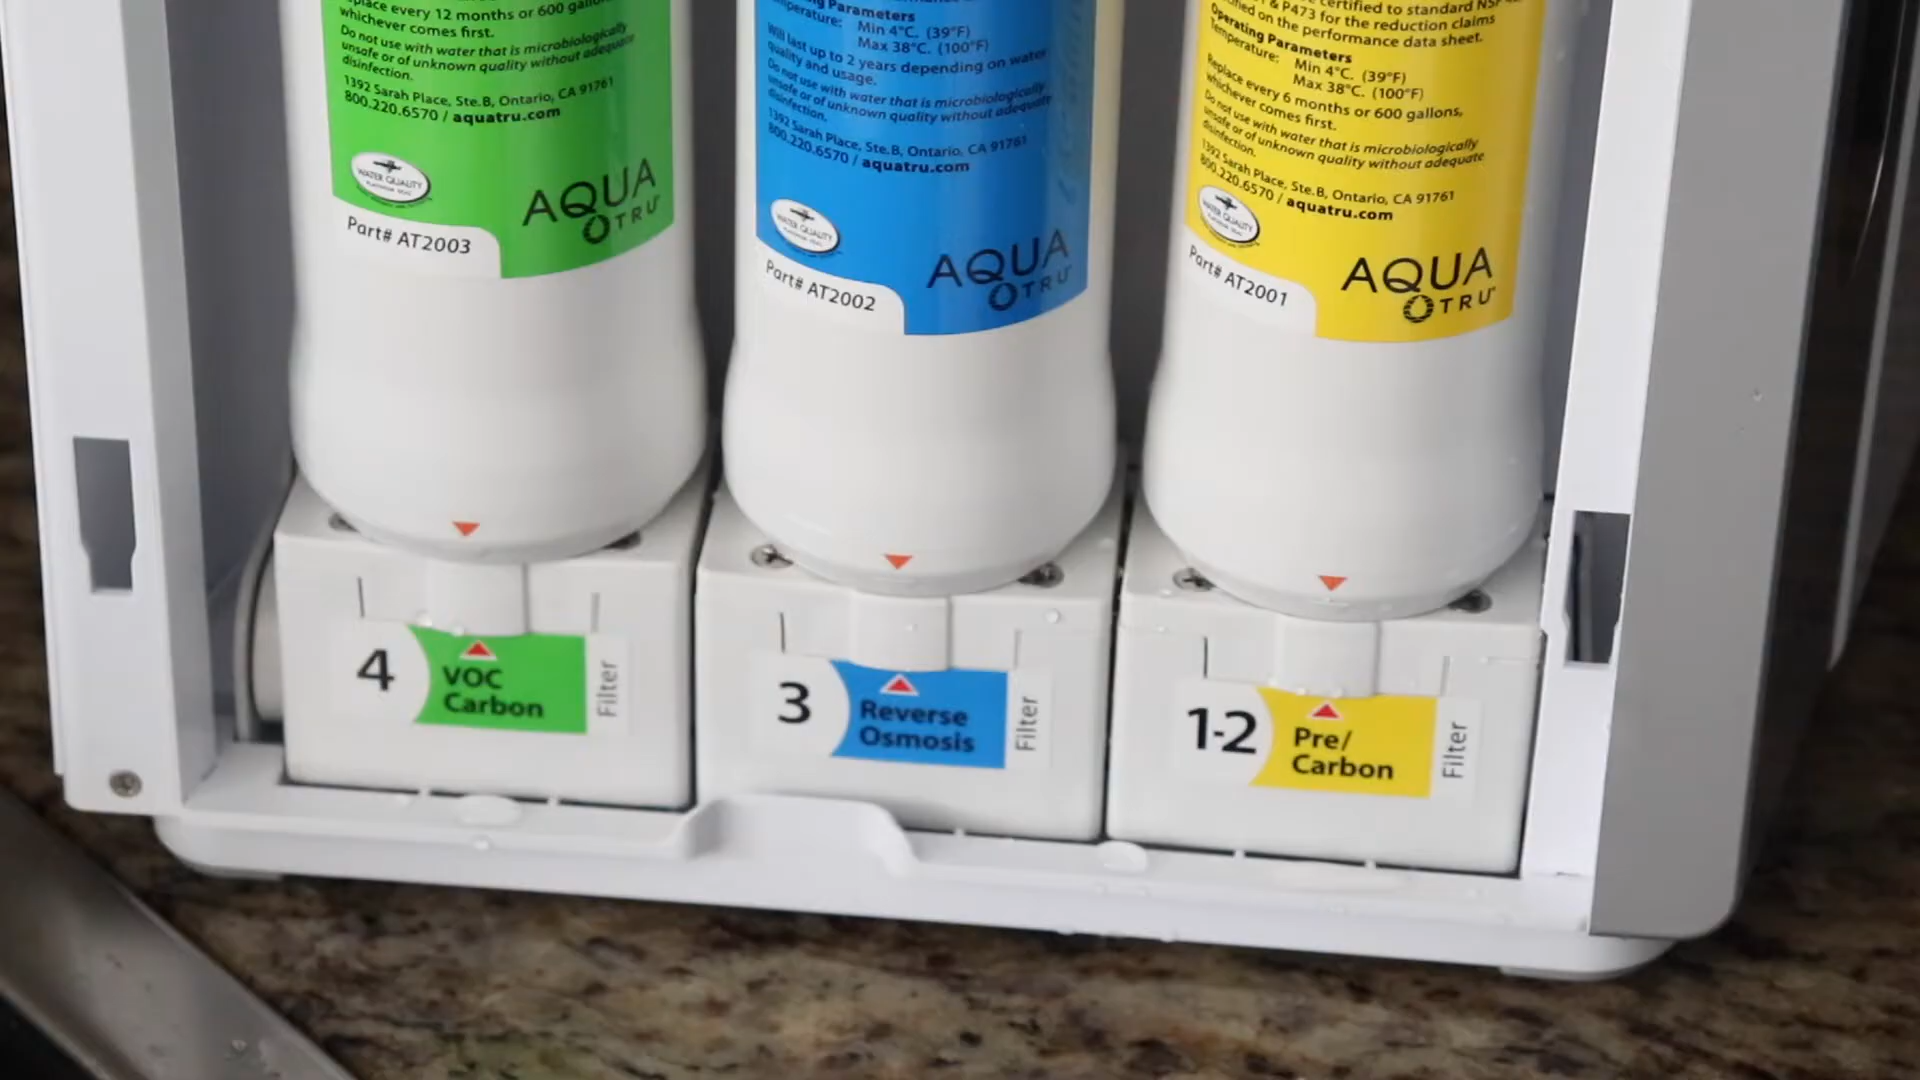 place every 12 months or 600
whichever comes first.
Do not use with water that is microbiologically
unsafe or of unknown quality without adequate
disinfection.
1392 Sarah Place, Ste.B, Ontario, CA 91761
800.220.6570 / aquatru.com
WATER QUALITY
AQUA
TRU
Part# AT2003
Parameters
Min 4°C. (39°F)
Max 38°C. (100°F)
Will last up to 2 years depending on water
quality and usage.
Do not use with water that is microbiologically
unsafe or of unknown quality without adequate
disinfection.
1392 Sarah Place, Ste.B, Ontario, CA 91761
800.220.6570 / aquatru.com
WATER QUALITY
AQUA
TRU
Part# AT2002
certified to standard NSF
& P473 for the reduction claims
on the performance data sheet.
Operating Parameters
Temperature: Min 4°C. (39°F)
Max 38°C. (100°F)
Replace every 6 months or 600 gallons,
whichever comes first.
Do not use with water that is microbiologically
unsafe or of unknown quality without adequate
disinfection.
1392 Sarah Place, Ste.B, Ontario, CA 91761
800.220.6570 / aquatru.com
WATER QUALITY
AQUA
TRU
Part# AT2001
4
VOC
Carbon
Filter
3
Reverse
Osmosis
Filter
1-2
Pre/
Carbon
Filter